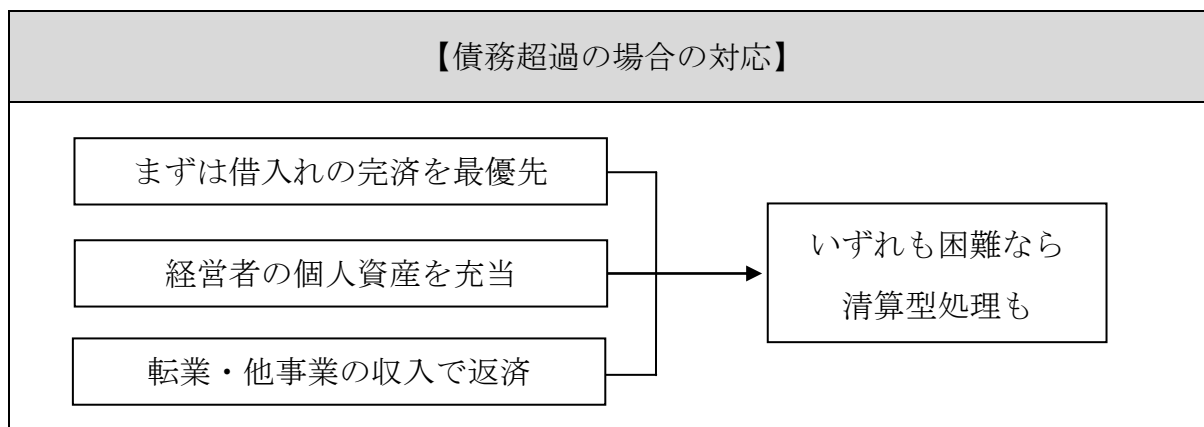 【債務超過の場合の対応】
まずは借入れの完済を最優先
経営者の個人資産を充当
転業・他事業の収入で返済
いずれも困難なら
清算型処理も